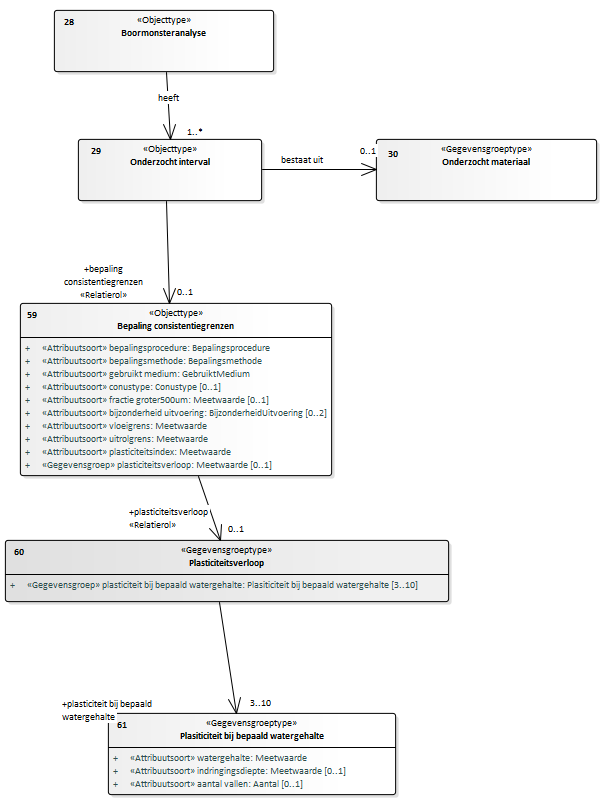 28
«Objecttype»
Boormonsteranalyse
heeft
1..*
29
«Objecttype»
Onderzocht interval
bestaat uit
0..1
30
«Gegevensgroeptype»
Onderzocht materiaal
+bepaling
consistentiegrenzen
«Relatierol»
0..1
59
«Objecttype»
Bepaling consistentiegrenzen
+ «Attribuutsoort» bepalingsprocedure: Bepalingsprocedure
+ «Attribuutsoort» bepalingsmethode: Bepalingsmethode
+ «Attribuutsoort» gebruikt medium: GebruiktMedium
+ «Attribuutsoort» conustype: Conustype [0..1]
+ «Attribuutsoort» fractie groter500um: Meetwaarde [0..1]
+ «Attribuutsoort» bijzonderheid uitvoering: BijzonderheidUitvoering [0..2]
+ «Attribuutsoort» vloeigrens: Meetwaarde
+ «Attribuutsoort» uitrolgrens: Meetwaarde
+ «Attribuutsoort» plasticiteitsindex: Meetwaarde
+ «Gegevensgroep» plasticiteitsverloop: Meetwaarde [0..1]
+plasticiteitsverloop
«Relatierol»
0..1
60
«Gegevensgroeptype»
Plasticiteitsverloop
+ «Gegevensgroep» plasticiteit bij bepaald watergehalte: Plasiticiteit bij bepaald watergehalte [3..10]
+plasticiteit bij bepaald
watergehalte
3..10
61
«Gegevensgroeptype»
Plasiticiteit bij bepaald watergehalte
+ «Attribuutsoort» watergehalte: Meetwaarde
+ «Attribuutsoort» indringingsdiepte: Meetwaarde [0..1]
+ «Attribuutsoort» aantal vallen: Aantal [0..1]